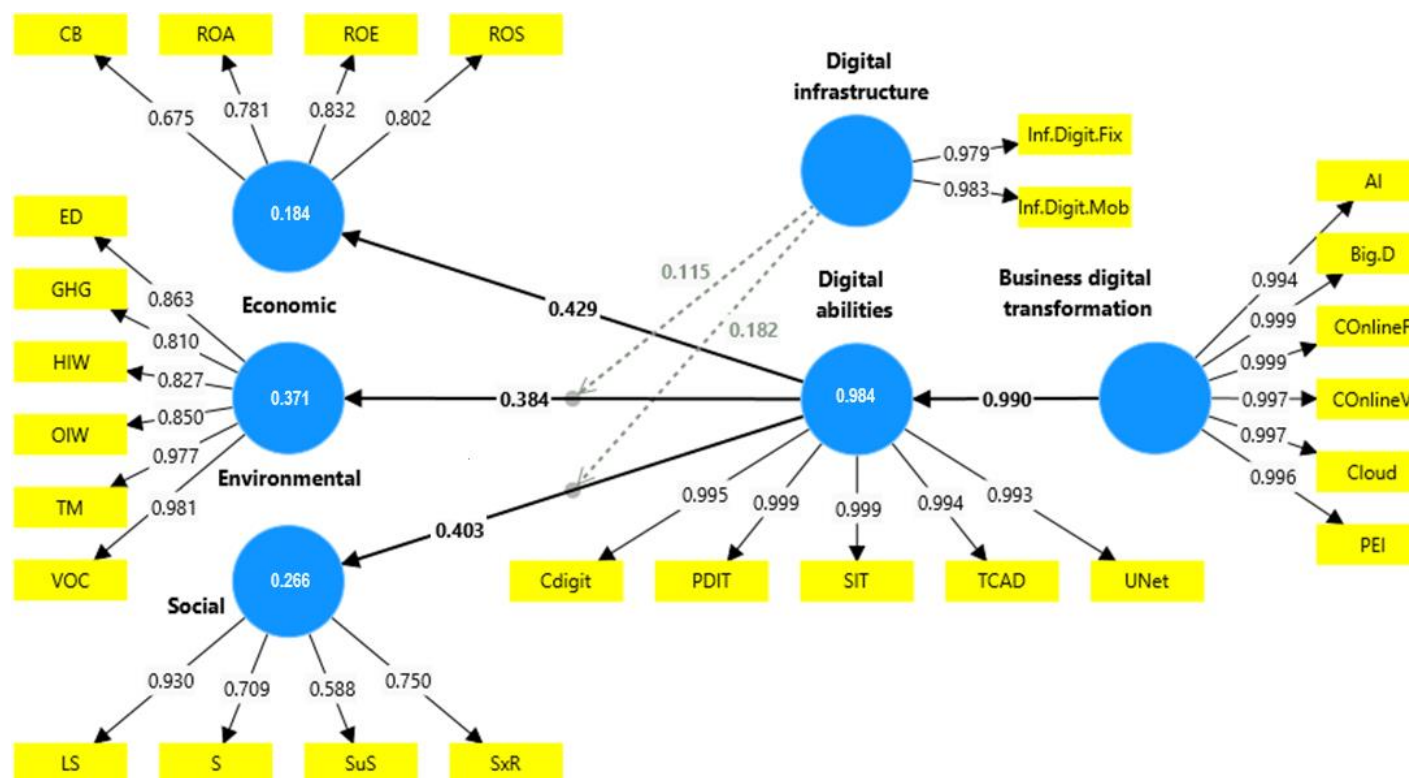 CB
ROA
ROE
ROS
0.675
0.781
0.832
0.802
Digital
infrastructure
Inf.Digit.Fix
Inf.Digit.Mob
0.979
0.983
AI
Big.D
COnlineF
COnlineV
Cloud
PEI
0.994
0.999
0.999
0.997
0.997
0.996
ED
GHG
HIW
OIW
TM
VOC
0.863
0.810
0.827
0.850
0.977
0.981
0.184
Economic
0.371
Environmental
0.266
Social
0.115
0.182
0.429
0.384
0.403
Digital
abilities
0.984
0.990
Business digital
transformation
0.995
0.999
0.999
0.994
0.993
Cdigit
PDIT
SIT
TCAD
UNet
0.930
0.709
0.588
0.750
LS
S
SuS
SxR